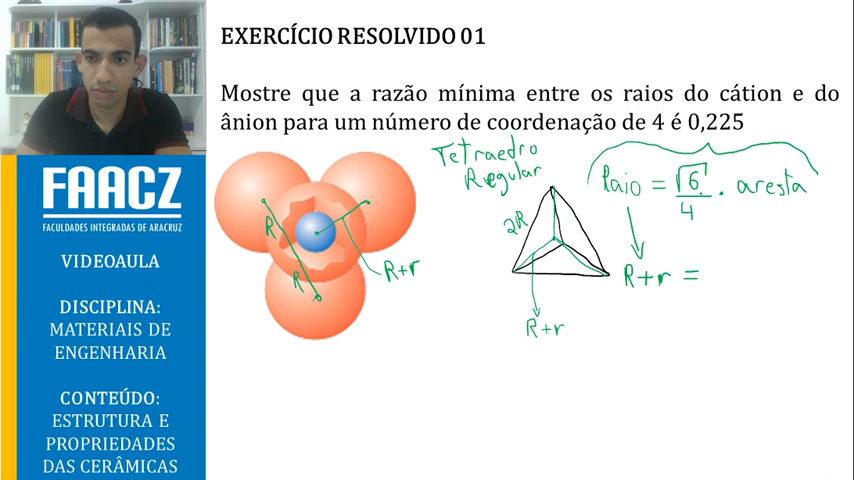 EXERCÍCIO RESOLVIDO 01
Mostre que a razão mínima entre os raios do cátion e do
ânion para um número de coordenação de 4 é 0,225
FAACZ
FACULDADES INTEGRADAS DE ARACRUZ
VIDEOAULA
DISCIPLINA:
MATERIAIS DE
ENGENHARIA
CONTEÚDO:
ESTRUTURA E
PROPRIEDADES
DAS CERÂMICAS
R
R
R+r
Tetraedro
Regular
2R
R+r
Raio = √6/4 . aresta
R+r =